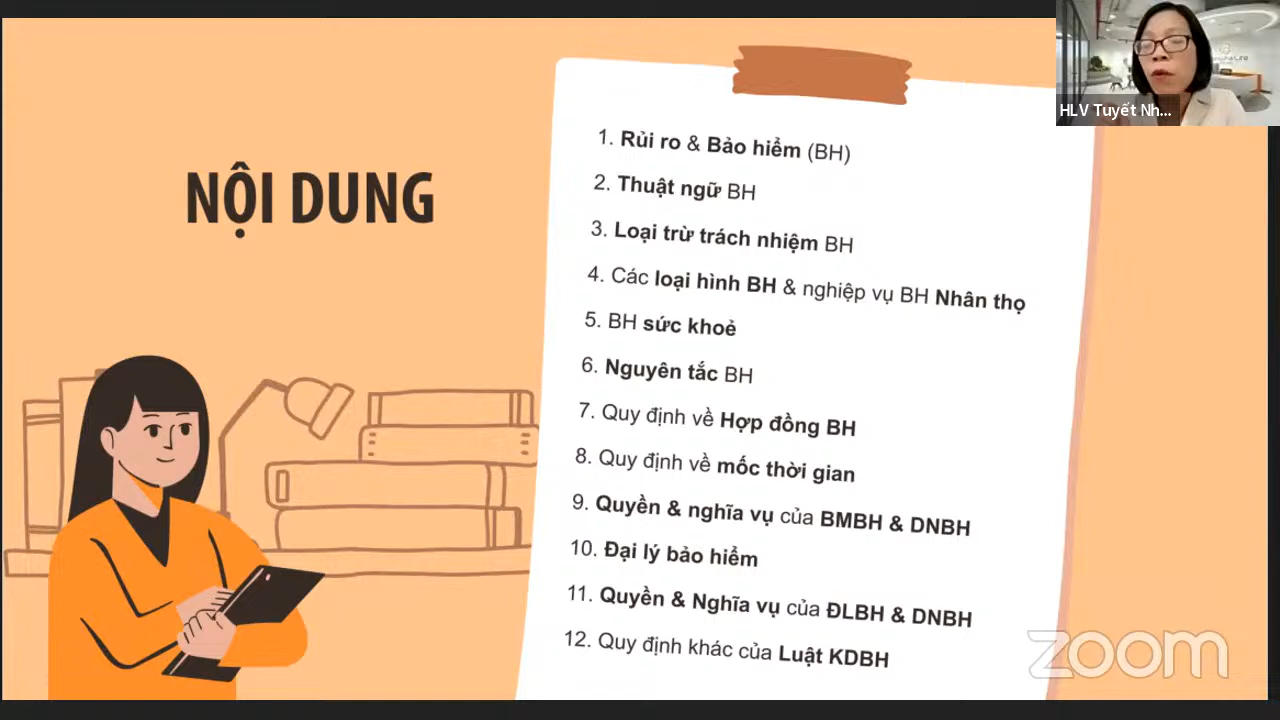 NỘI DUNG
1. Rủi ro & Bảo hiểm (BH)
2. Thuật ngữ BH
3. Loại trừ trách nhiệm BH
4. Các loại hình BH & nghiệp vụ BH Nhân thọ
5. BH sức khoẻ
6. Nguyên tắc BH
7. Quy định về Hợp đồng BH
8. Quy định về mốc thời gian
9. Quyền & nghĩa vụ của BMBH & DNBH
10. Đại lý bảo hiểm
11. Quyền & Nghĩa vụ của ĐLBH & DNBH
12. Quy định khác của Luật KDBH
HLV Tuyết Nh...
zoom